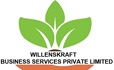 WILLENSKRAFT
BUSINESS SERVICES PRIVATE LIMITED